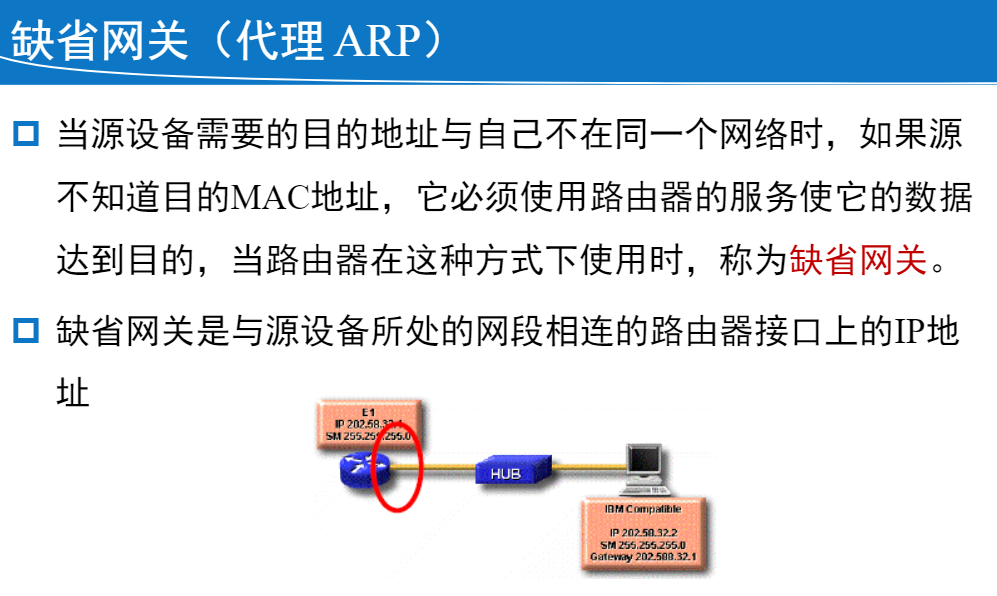 缺省网关（代理 ARP）
当源设备需要的目的地址与自己不在同一个网络时，如果源
不知道目的MAC地址，它必须使用路由器的服务使它的数据
达到目的，当路由器在这种方式下使用时，称为缺省网关。
缺省网关是与源设备所处的网段相连的路由器接口上的IP地
址
E1
IP 202.58.32.1
SM 255.255.255.0
HUB
IBM Compatible
IP 202.58.32.2
SM 255.255.255.0
Gateway 202.588.32.1